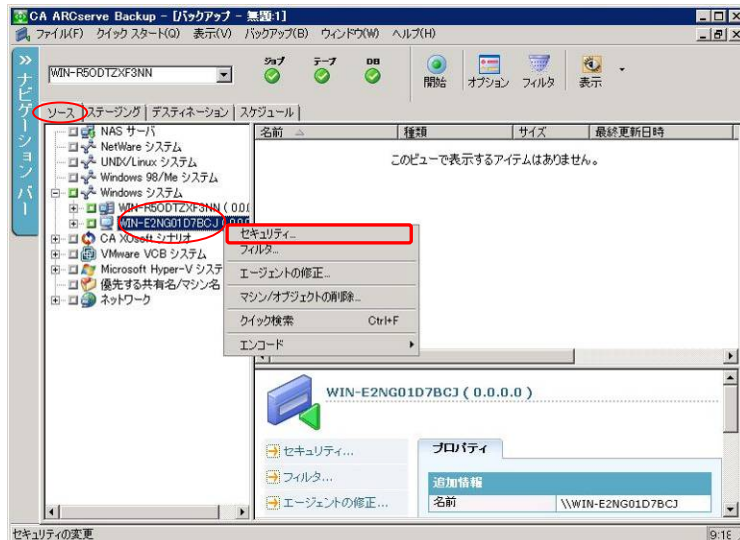 CA ARCserve Backup - [バックアップ - 無題:1]
ファイル(F) クイック スタート(Q) 表示(V) バックアップ(B) ウィンドウ(W) ヘルプ(H)
ナビゲーション バー
WIN-R5ODTZXF3NN
ジョブ テープ DB
開始 オプション フィルタ 表示
ソース ステージング デスティネーション スケジュール
NAS サーバ
NetWare システム
UNIX/Linux システム
Windows 98/Me システム
Windows システム
WIN-R5ODTZXF3NN ( 0.0.(
WIN-E2NG01D7BCJ ( 0.0.0
CA XOsoft シナリオ
VMware VCB システム
Microsoft Hyper-V システ
優先する共有名/マシン名
ネットワーク
名前 種類 サイズ 最終更新日時
このビューで表示するアイテムはありません。
セキュリティ...
フィルタ...
エージェントの修正...
マシン/オブジェクトの削除...
クイック検索 Ctrl+F
エンコード
WIN-E2NG01D7BCJ ( 0.0.0.0 )
セキュリティ...
フィルタ...
エージェントの修正...
プロパティ
追加情報
名前 \\WIN-E2NG01D7BCJ
セキュリティの変更